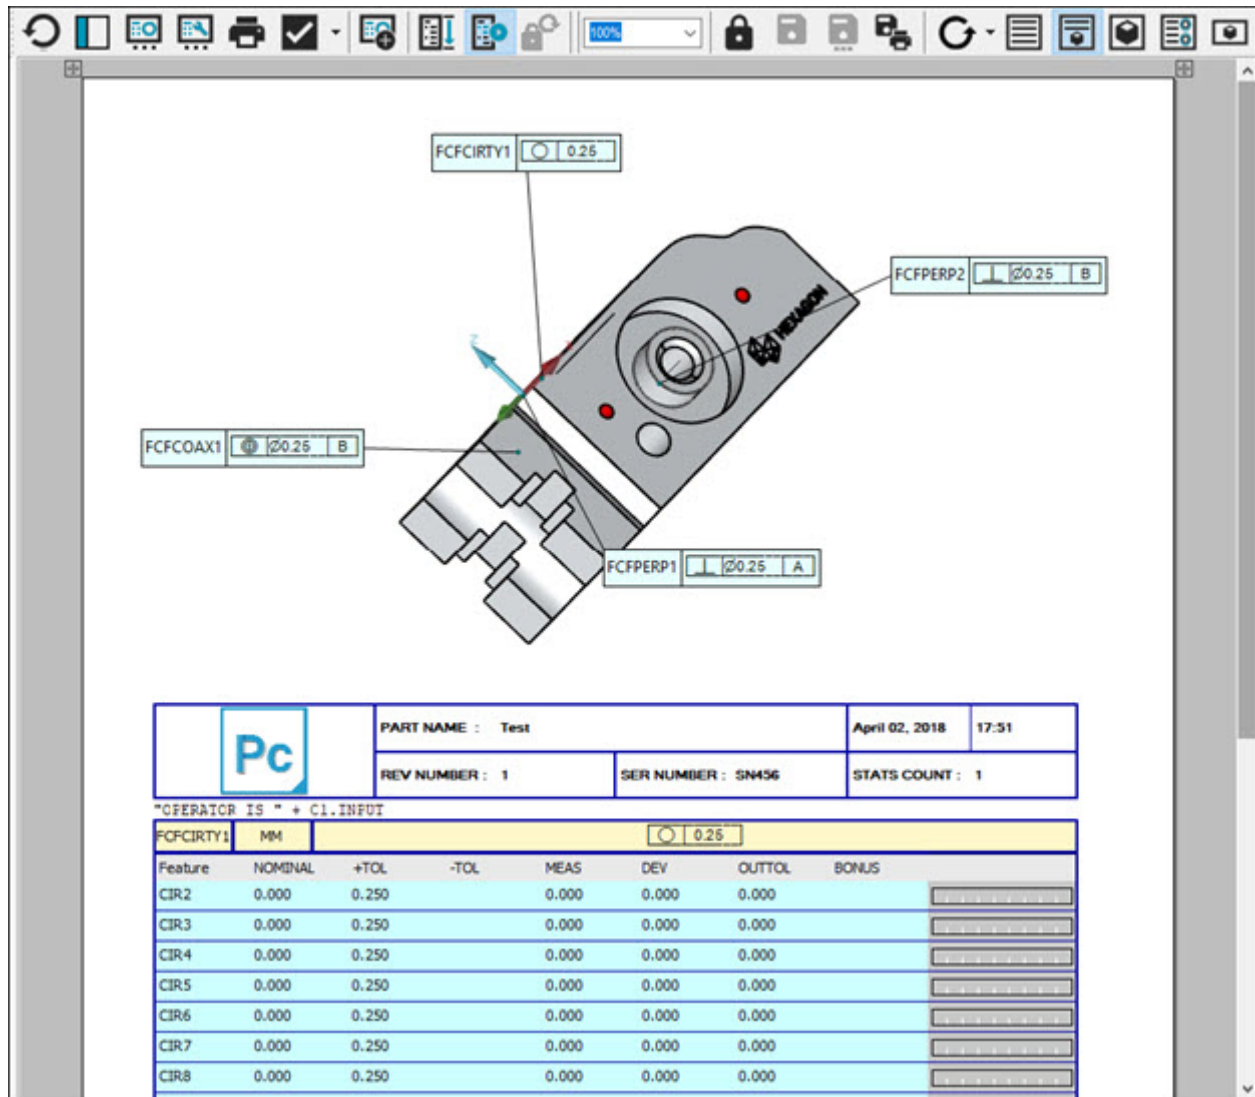 100%
FCFCIRTY1 ○ 0.25
HEXAGON
FCFPERP2 ⊥ Ø0.25 B
Z
FCFCOAX1 ◎ Ø0.25 B
FCFPERP1 ⊥ Ø0.25 A
Pc
PART NAME : Test April 02, 2018 17:51
REV NUMBER : 1 SER NUMBER : SN456 STATS COUNT : 1
"OPERATOR IS " + C1.INPUT
FCFCIRTY1 MM ○ 0.25
Feature NOMINAL +TOL -TOL MEAS DEV OUTTOL BONUS
CIR2 0.000 0.250 0.000 0.000 0.000
CIR3 0.000 0.250 0.000 0.000 0.000
CIR4 0.000 0.250 0.000 0.000 0.000
CIR5 0.000 0.250 0.000 0.000 0.000
CIR6 0.000 0.250 0.000 0.000 0.000
CIR7 0.000 0.250 0.000 0.000 0.000
CIR8 0.000 0.250 0.000 0.000 0.000